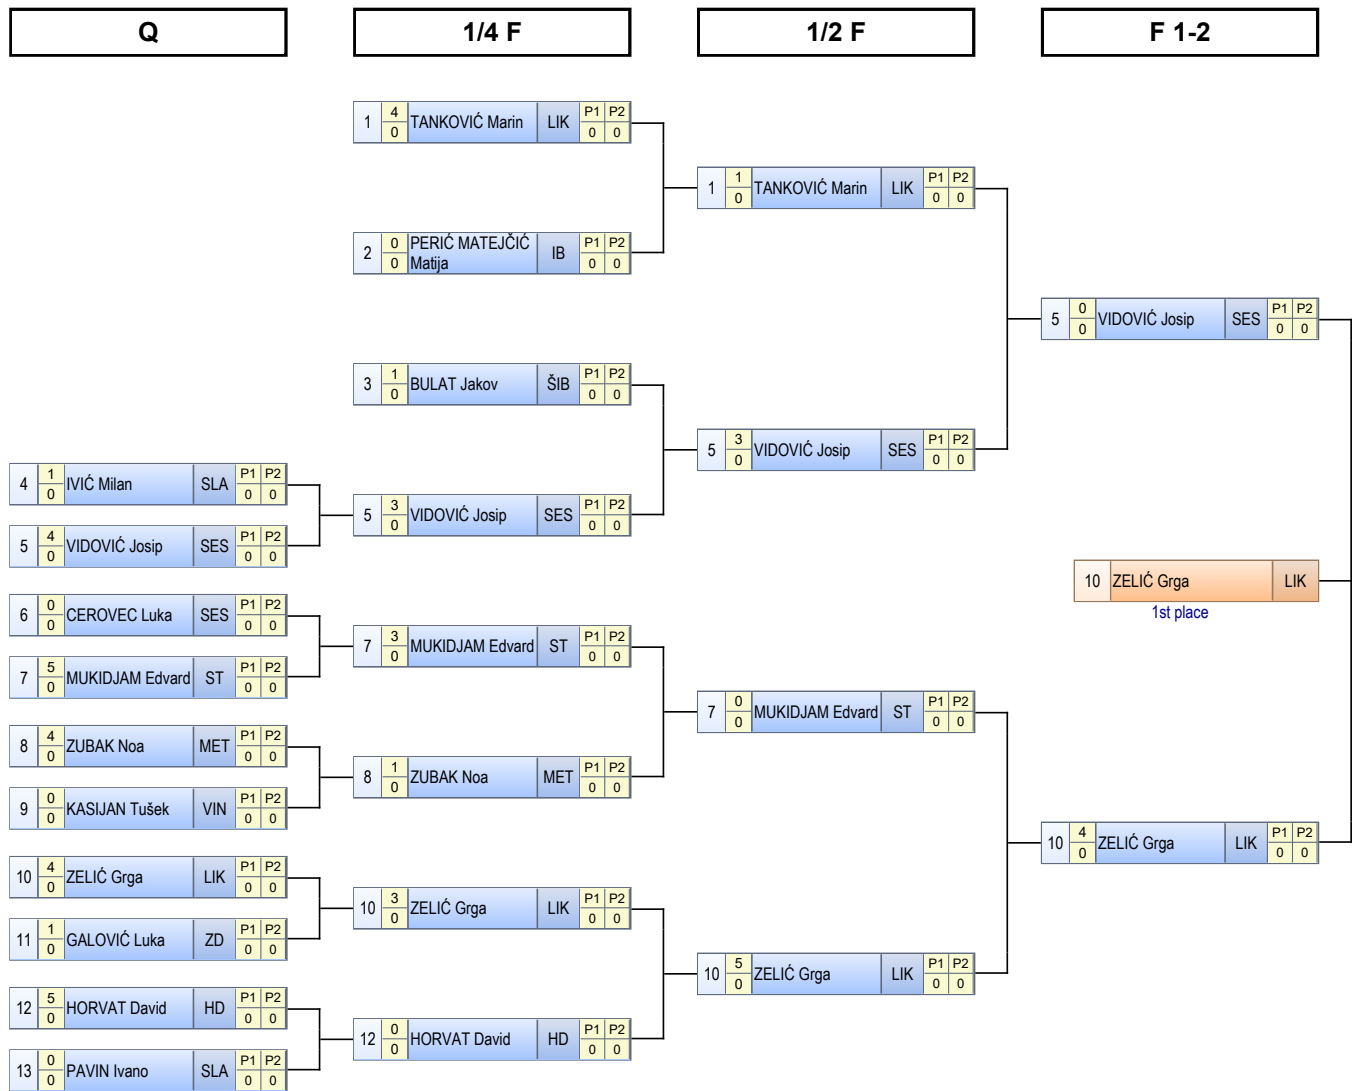 Q
1/4 F
1/2 F
F 1-2
1 4 TANKOVIĆ Marin LIK P1 P2
0 0 0
2 0 PERIĆ MATEJČIĆ IB P1 P2
0 Matija 0 0
3 1 BULAT Jakov ŠIB P1 P2
0 0 0
4 1 IVIĆ Milan SLA P1 P2
0 0 0
5 4 VIDOVIĆ Josip SES P1 P2
0 0 0
5 3 VIDOVIĆ Josip SES P1 P2
0 0 0
6 0 CEROVEC Luka SES P1 P2
0 0 0
7 5 MUKIDJAM Edvard ST P1 P2
0 0 0
7 3 MUKIDJAM Edvard ST P1 P2
0 0 0
8 4 ZUBAK Noa MET P1 P2
0 0 0
9 0 KASIJAN Tušek VIN P1 P2
0 0 0
8 1 ZUBAK Noa MET P1 P2
0 0 0
10 4 ZELIĆ Grga LIK P1 P2
0 0 0
11 1 GALOVIĆ Luka ZD P1 P2
0 0 0
10 3 ZELIĆ Grga LIK P1 P2
0 0 0
12 5 HORVAT David HD P1 P2
0 0 0
13 0 PAVIN Ivano SLA P1 P2
0 0 0
12 0 HORVAT David HD P1 P2
0 0 0
1 1 TANKOVIĆ Marin LIK P1 P2
0 0 0
5 3 VIDOVIĆ Josip SES P1 P2
0 0 0
7 0 MUKIDJAM Edvard ST P1 P2
0 0 0
10 5 ZELIĆ Grga LIK P1 P2
0 0 0
5 0 VIDOVIĆ Josip SES P1 P2
0 0 0
10 ZELIĆ Grga LIK
1st place
10 4 ZELIĆ Grga LIK P1 P2
0 0 0